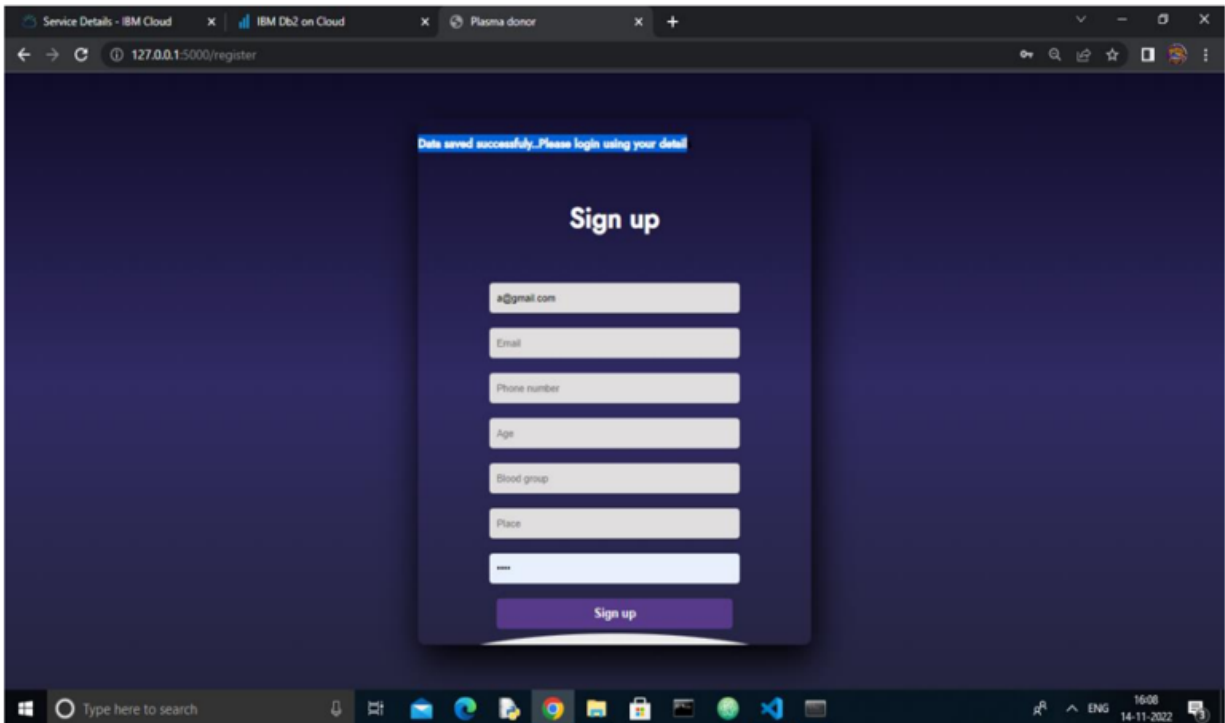 Service Details - IBM Cloud
IBM Db2 on Cloud
Plasma donor
127.0.0.1:5000/register
Data saved successfuly..Please login using your detail
Sign up
a@gmail.com
Email
Phone number
Age
Blood group
Place
••••
Sign up
Type here to search
ENG
16:08
14-11-2022
3